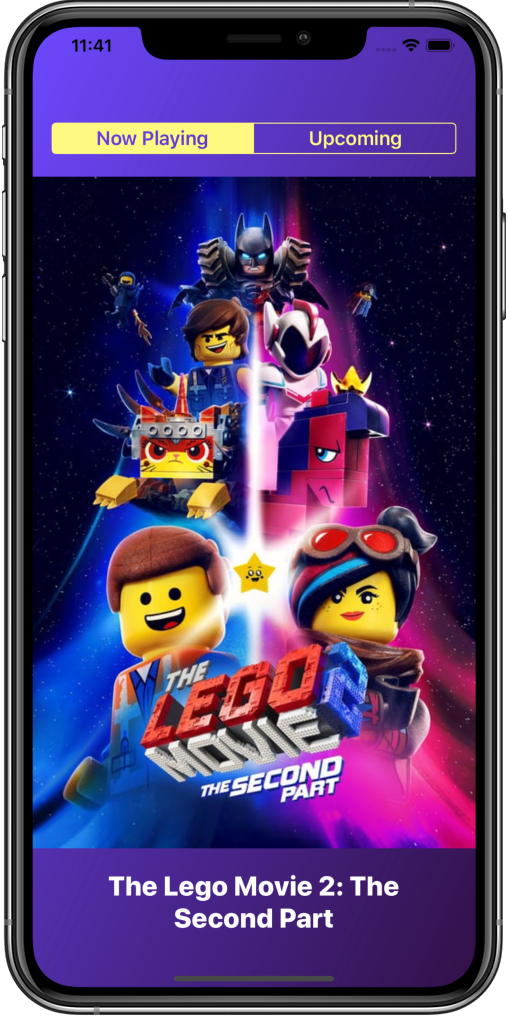 11:41
Now Playing
Upcoming
THE
LEGO
MOVIE 2
THE SECOND
PART
The Lego Movie 2: The
Second Part